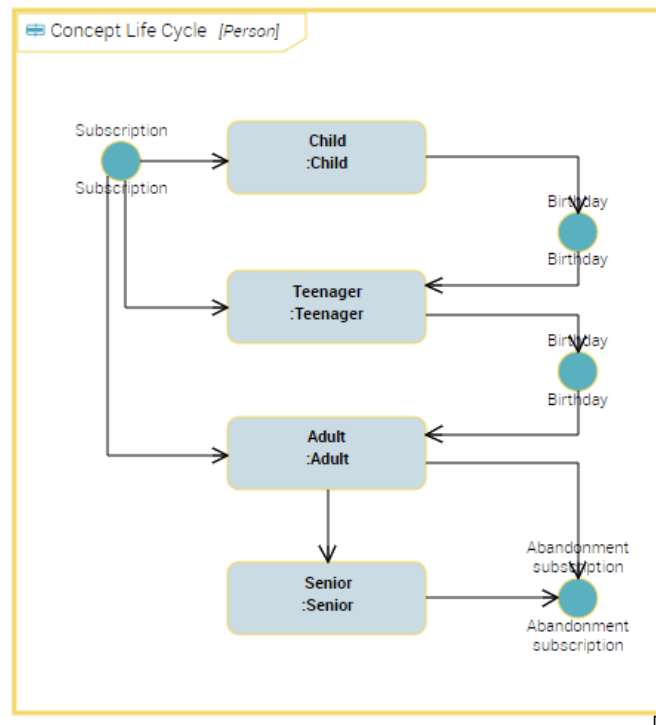 Concept Life Cycle [Person]
Subscription
Subscription
Child
:Child
Birthday
Birthday
Teenager
:Teenager
Birthday
Birthday
Adult
:Adult
Abandonment
subscription
Senior
:Senior
Abandonment
subscription